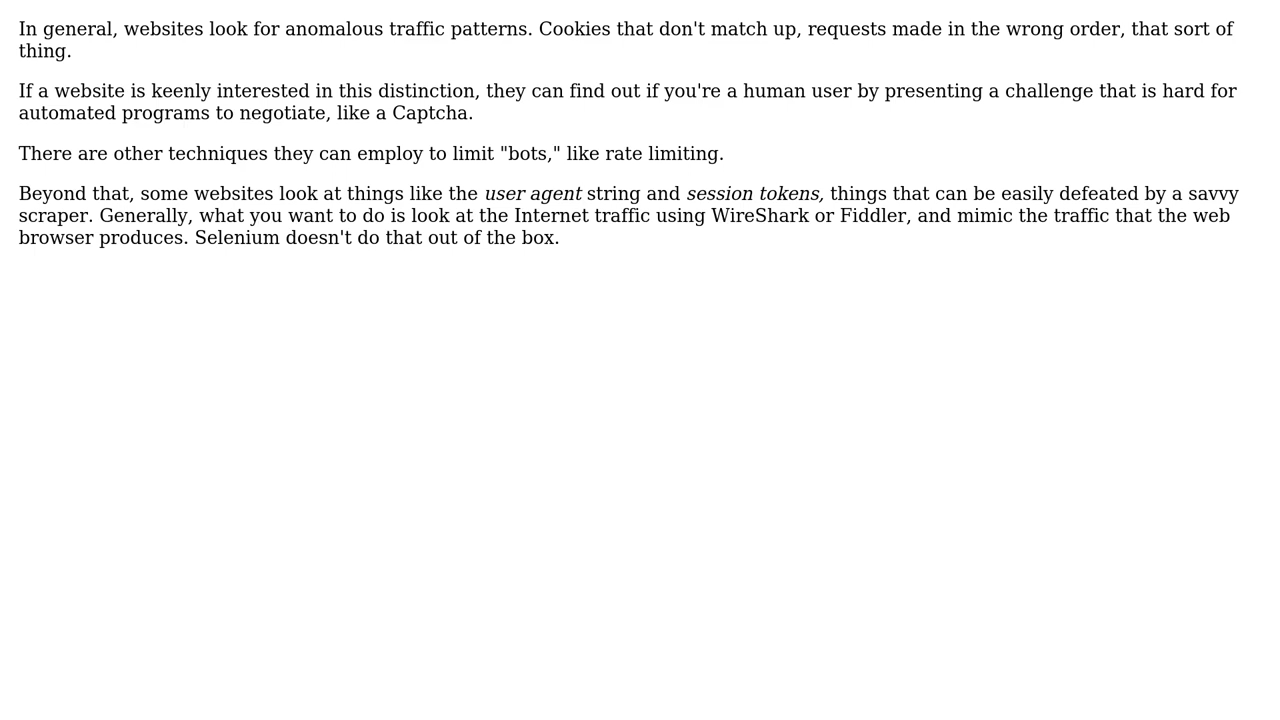 In general, websites look for anomalous traffic patterns. Cookies that don't match up, requests made in the wrong order, that sort of
thing.
If a website is keenly interested in this distinction, they can find out if you're a human user by presenting a challenge that is hard for
automated programs to negotiate, like a Captcha.
There are other techniques they can employ to limit "bots," like rate limiting.
Beyond that, some websites look at things like the user agent string and session tokens, things that can be easily defeated by a savvy
scraper. Generally, what you want to do is look at the Internet traffic using WireShark or Fiddler, and mimic the traffic that the web
browser produces. Selenium doesn't do that out of the box.